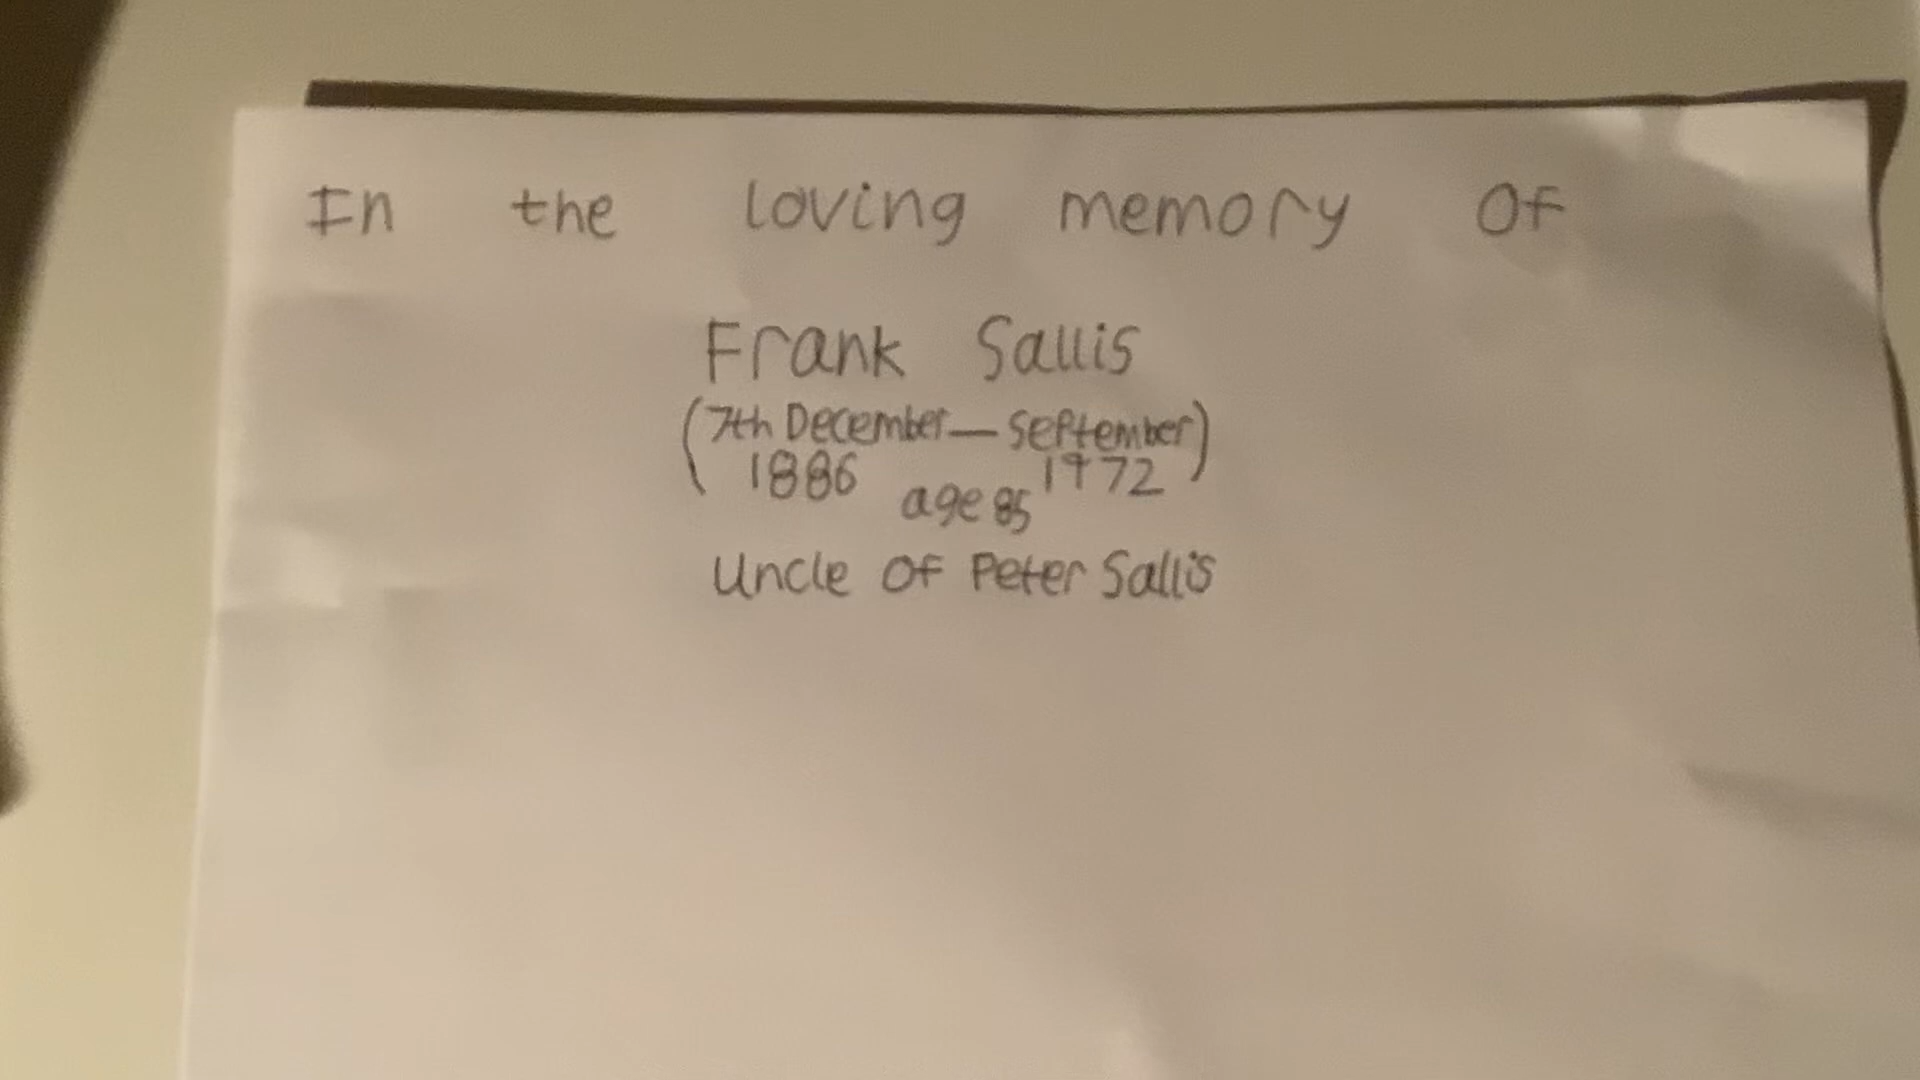 In the loving memory of
Frank Sallis
(7th December — September)
1886 1972
age 85
Uncle of Peter Sallis